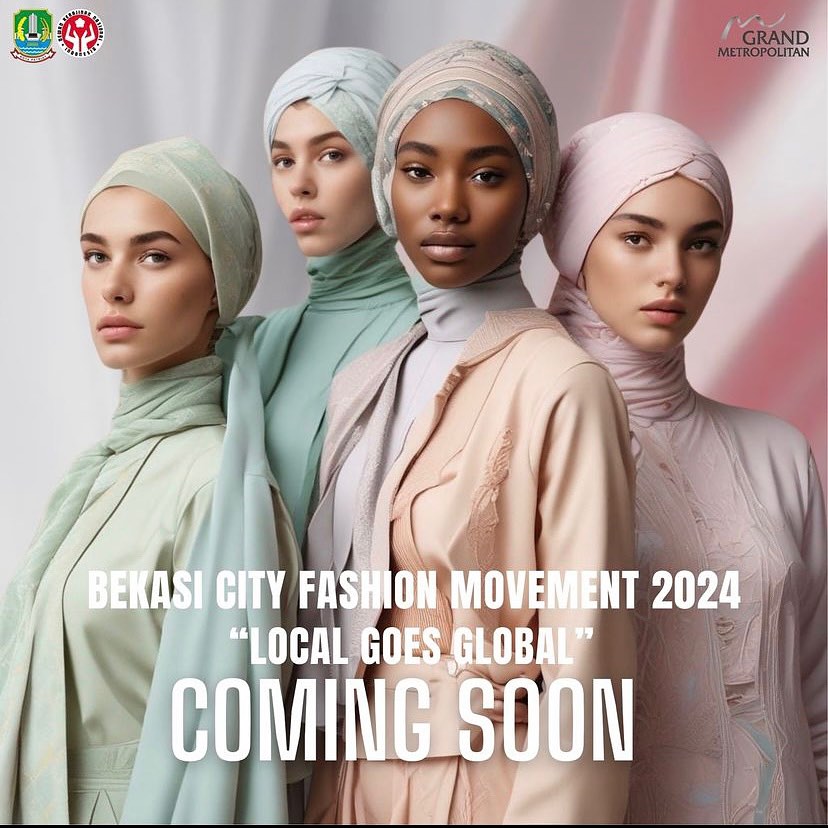 GRAND
METROPOLITAN
BEKASI CITY FASHION MOVEMENT 2024
“LOCAL GOES GLOBAL”
COMING SOON